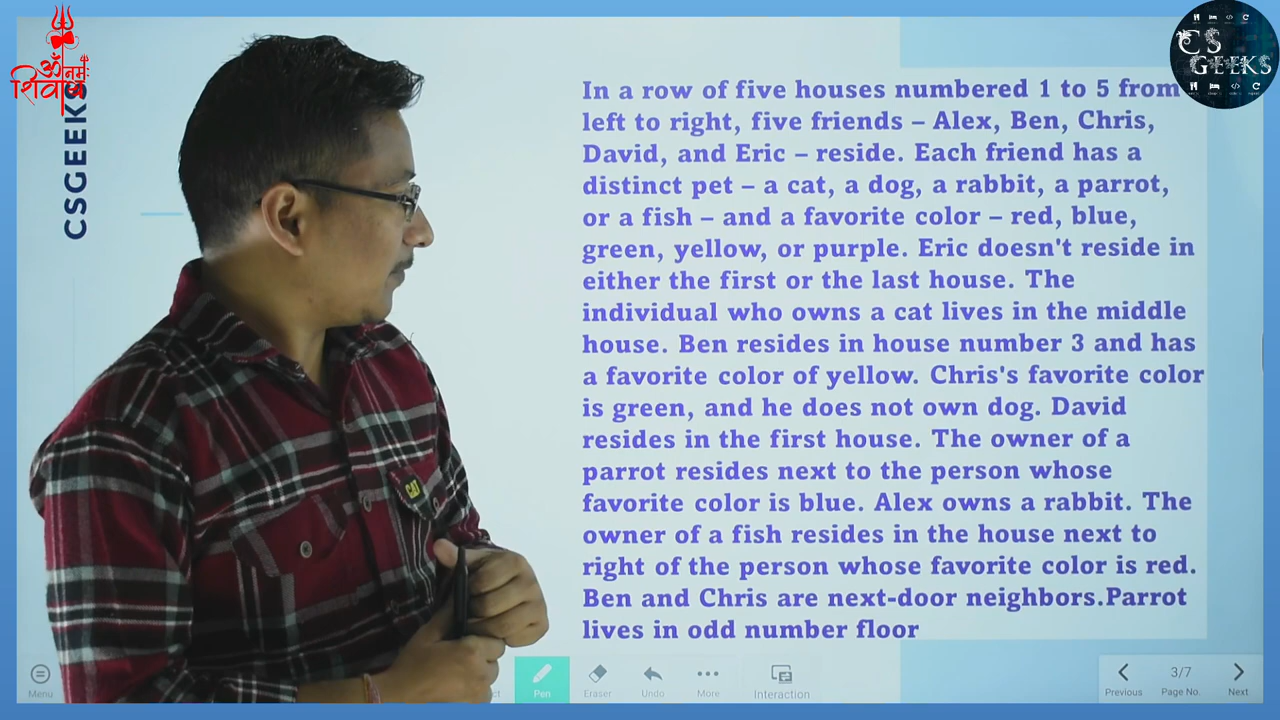 ॐ नमः
शिवाय
CSGEEKS
CS
GEEKS
In a row of five houses numbered 1 to 5 from
left to right, five friends – Alex, Ben, Chris,
David, and Eric – reside. Each friend has a
distinct pet – a cat, a dog, a rabbit, a parrot,
or a fish – and a favorite color – red, blue,
green, yellow, or purple. Eric doesn't reside in
either the first or the last house. The
individual who owns a cat lives in the middle
house. Ben resides in house number 3 and has
a favorite color of yellow. Chris's favorite color
is green, and he does not own dog. David
resides in the first house. The owner of a
parrot resides next to the person whose
favorite color is blue. Alex owns a rabbit. The
owner of a fish resides in the house next to
right of the person whose favorite color is red.
Ben and Chris are next-door neighbors.Parrot
lives in odd number floor
CAT
Menu
Pen
Eraser
Undo
More
Interaction
Previous
3/7
Page No.
Next